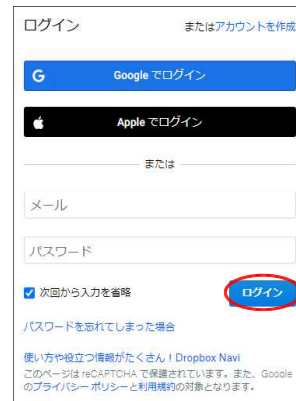 ログイン
またはアカウントを作成
G Google でログイン
Apple でログイン
または
メール
パスワード
次回から入力を省略
ログイン
パスワードを忘れてしまった場合
使い方や役立つ情報がたくさん！Dropbox Navi
このページは reCAPTCHA で保護されています。また、Google
のプライバシー ポリシーと利用規約の対象となります。